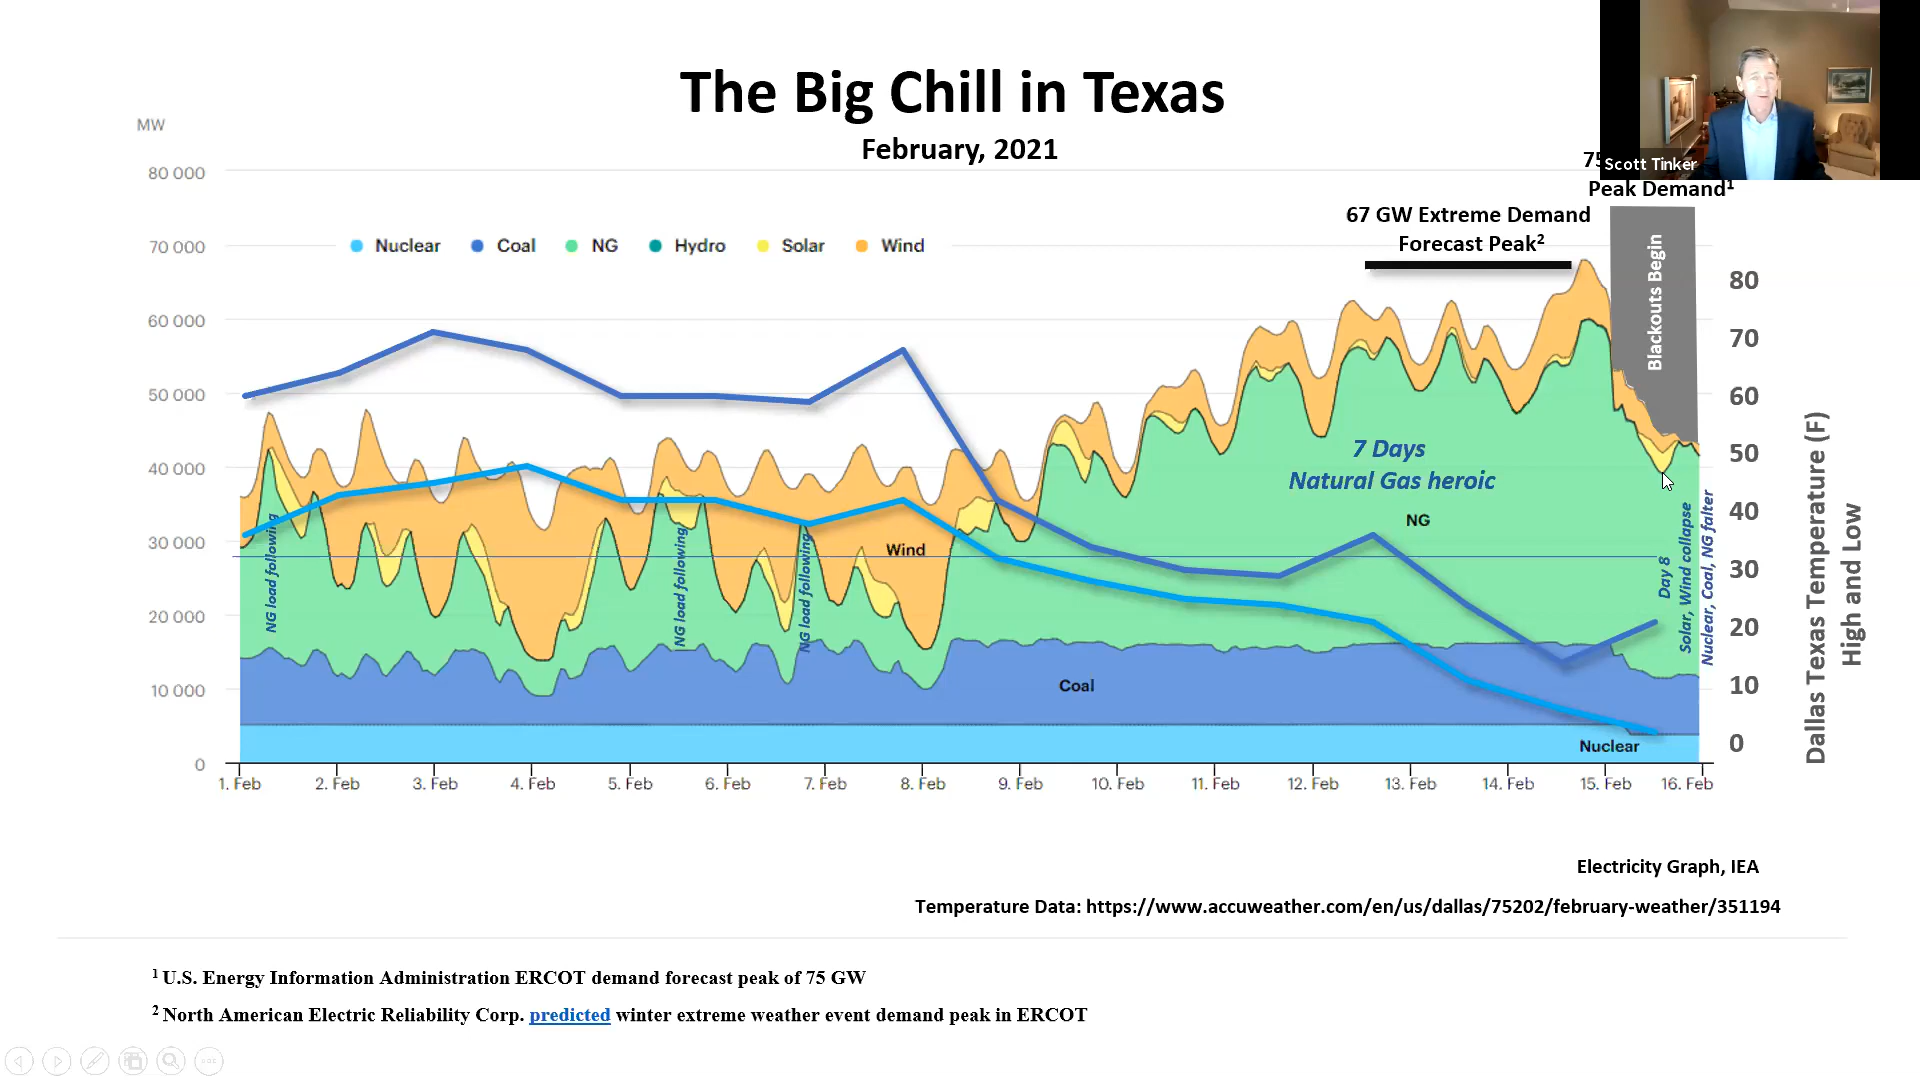 The Big Chill in Texas
February, 2021
MW
Scott Tinker
75
Peak Demand¹
67 GW Extreme Demand
Forecast Peak²
Blackouts Begin
Nuclear Coal NG Hydro Solar Wind
80 000
70 000
60 000
50 000
40 000
30 000
20 000
10 000
0
80
70
60
50
40
30
20
10
0
Dallas Texas Temperature (F)
High and Low
7 Days
Natural Gas heroic
NG
Wind
Coal
Nuclear
NG load following
NG load following
NG load following
Day 8
Solar, Wind collapse
Nuclear, Coal, NG falter
1. Feb 2. Feb 3. Feb 4. Feb 5. Feb 6. Feb 7. Feb 8. Feb 9. Feb 10. Feb 11. Feb 12. Feb 13. Feb 14. Feb 15. Feb 16. Feb
Electricity Graph, IEA
Temperature Data: https://www.accuweather.com/en/us/dallas/75202/february-weather/351194
¹ U.S. Energy Information Administration ERCOT demand forecast peak of 75 GW
² North American Electric Reliability Corp. predicted winter extreme weather event demand peak in ERCOT